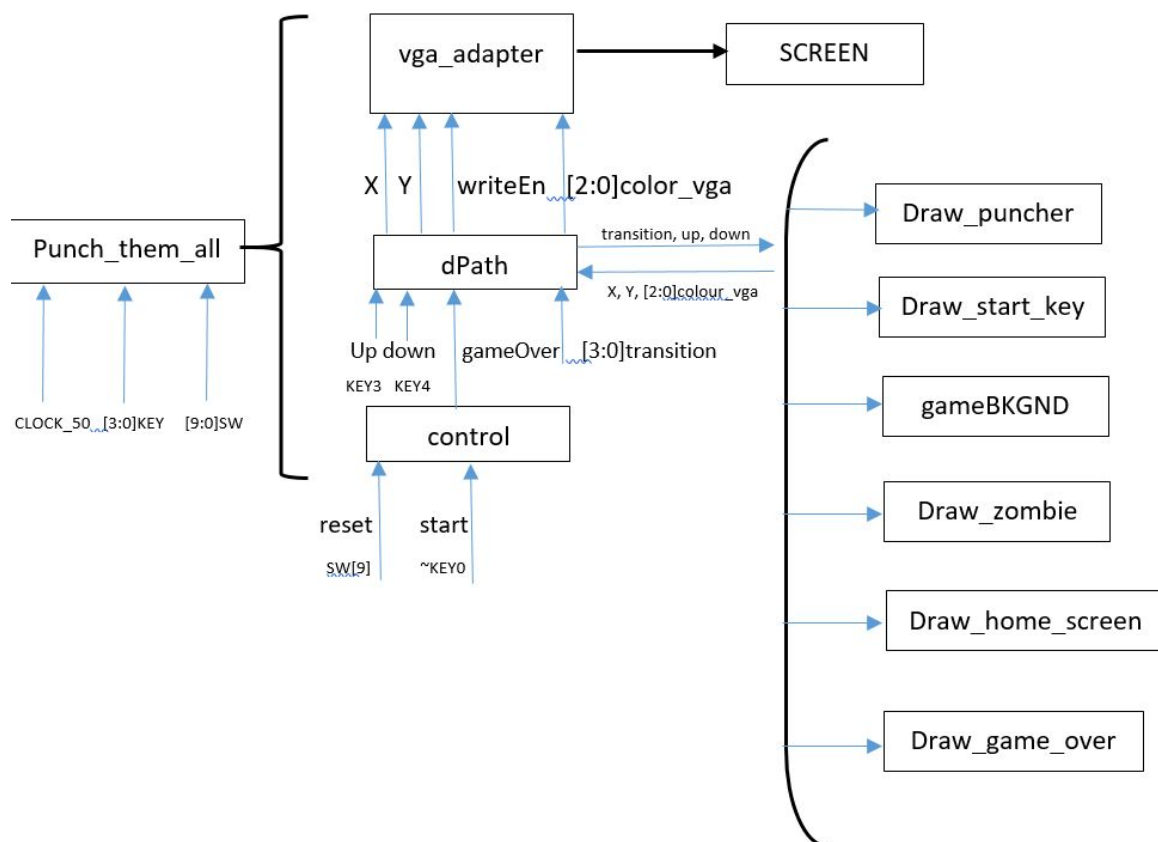 vga_adapter
SCREEN
X Y writeEn [2:0]color_vga
Draw_puncher
Punch_them_all
transition, up, down
dPath
X, Y, [2:0]colour_vga
Draw_start_key
Up down gameOver [3:0]transition
KEY3 KEY4
gameBKGND
CLOCK_50 [3:0]KEY [9:0]SW
control
Draw_zombie
reset start
SW[9] ~KEY0
Draw_home_screen
Draw_game_over